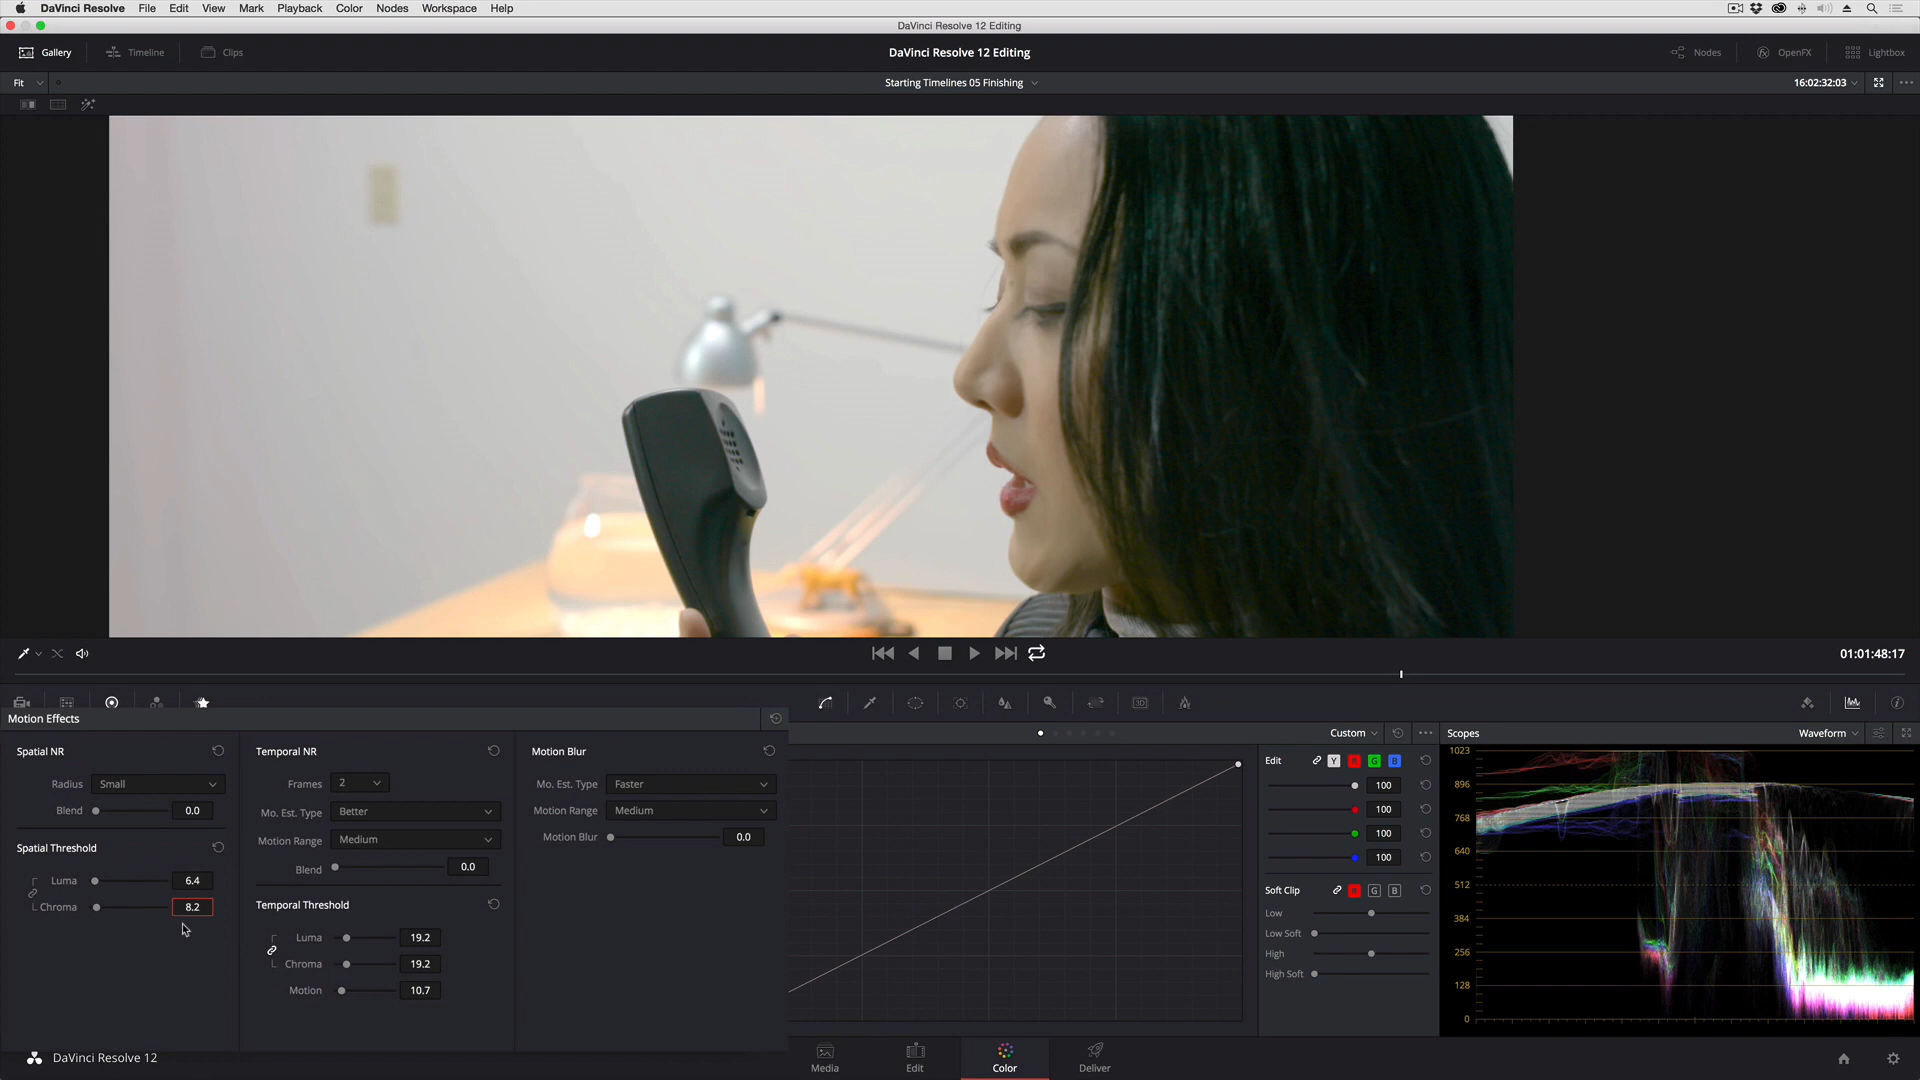 DaVinci Resolve File Edit View Mark Playback Color Nodes Workspace Help
DaVinci Resolve 12 Editing
Gallery Timeline Clips DaVinci Resolve 12 Editing Nodes OpenFX Lightbox
Fit Starting Timelines 05 Finishing 16:02:32:03
01:01:48:17
Motion Effects
Custom Scopes Waveform
Spatial NR
Radius Small
Blend 0.0
Spatial Threshold
Luma 6.4
Chroma 8.2
Temporal NR
Frames 2
Mo. Est. Type Better
Motion Range Medium
Blend 0.0
Temporal Threshold
Luma 19.2
Chroma 19.2
Motion 10.7
Motion Blur
Mo. Est. Type Faster
Motion Range Medium
Motion Blur 0.0
Edit Y R G B
100
100
100
100
Soft Clip R G B
Low
Low Soft
High
High Soft
1023
896
768
640
512
384
256
128
0
DaVinci Resolve 12
Media Edit Color Deliver